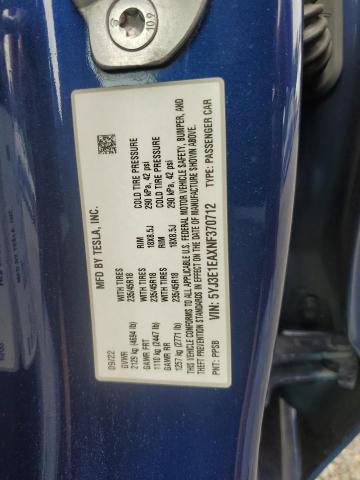 10.9
MFD BY TESLA, INC.
09/22
GVWR
2129 kg (4694 lb)
WITH TIRES
235/45R18
RIM
18X8.5J
COLD TIRE PRESSURE
290 kPa, 42 psi
GAWR FRT
1110 kg (2447 lb)
WITH TIRES
235/45R18
RIM
18X8.5J
COLD TIRE PRESSURE
290 kPa, 42 psi
GAWR RR
1257 kg (2771 lb)
THIS VEHICLE CONFORMS TO ALL APPLICABLE U.S. FEDERAL MOTOR VEHICLE SAFETY, BUMPER, AND
THEFT PREVENTION STANDARDS IN EFFECT ON THE DATE OF MANUFACTURE SHOWN ABOVE.
VIN: 5YJ3E1EAXNF370712
TYPE: PASSENGER CAR
PNT: PPSB